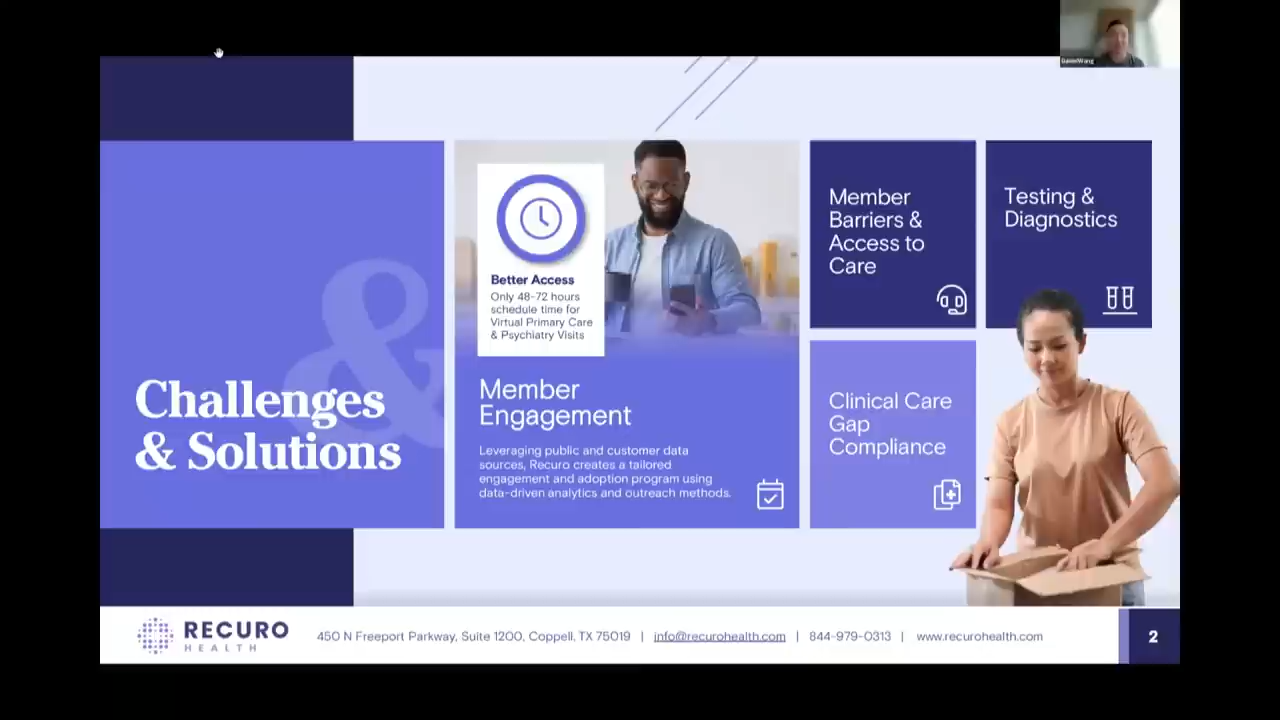 Daniel Wang
Challenges
& Solutions
Better Access
Only 48-72 hours
schedule time for
Virtual Primary Care
& Psychiatry Visits
Member
Engagement
Leveraging public and customer data
sources, Recuro creates a tailored
engagement and adoption program using
data-driven analytics and outreach methods.
Member
Barriers &
Access to
Care
Testing &
Diagnostics
Clinical Care
Gap
Compliance
RECURO
HEALTH
450 N Freeport Parkway, Suite 1200, Coppell, TX 75019 | info@recurohealth.com | 844-979-0313 | www.recurohealth.com
2